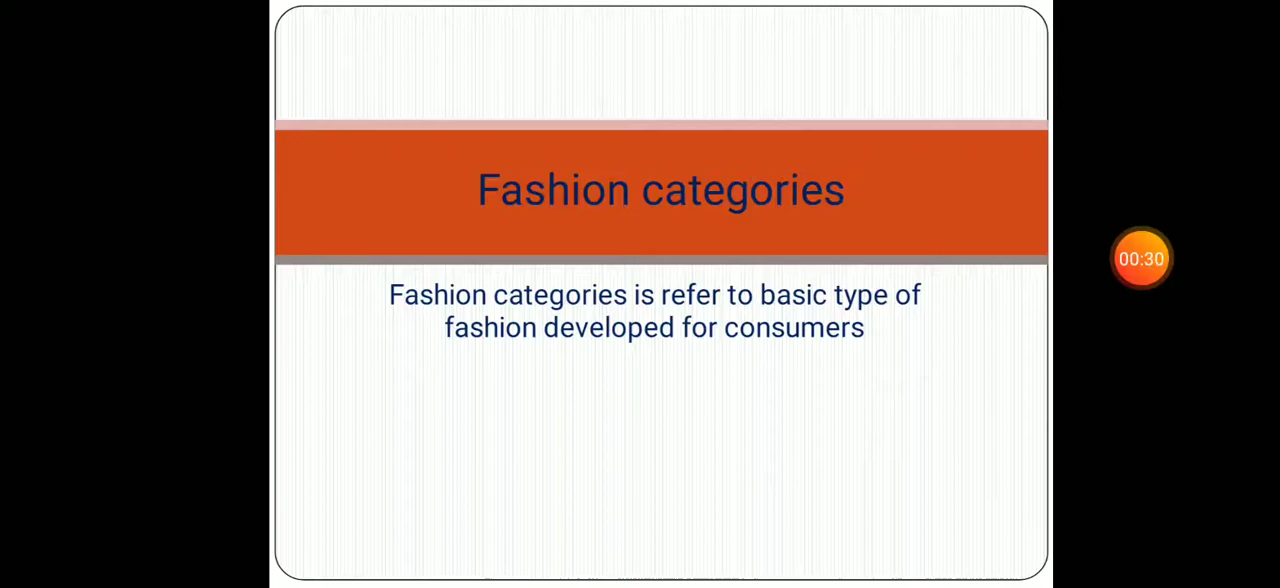 Fashion categories
Fashion categories is refer to basic type of
fashion developed for consumers
00:30